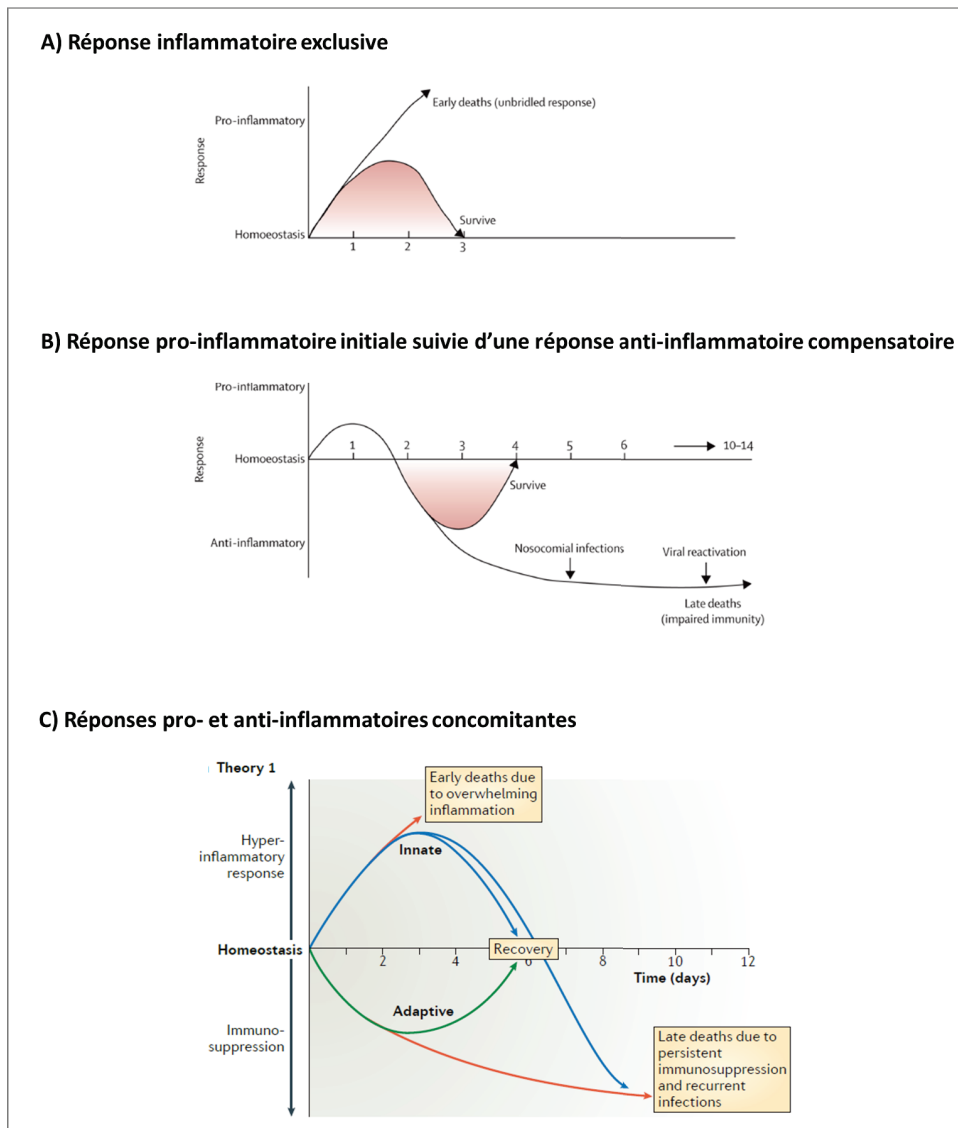 A) Réponse inflammatoire exclusive
Early deaths (unbridled response)
Pro-inflammatory
Response
Survive
Homoeostasis
1 2 3
B) Réponse pro-inflammatoire initiale suivie d’une réponse anti-inflammatoire compensatoire
Pro-inflammatory
1 2 3 4 5 6 10–14
Homoeostasis
Response
Survive
Anti-inflammatory
Nosocomial infections
Viral reactivation
Late deaths
(impaired immunity)
C) Réponses pro- et anti-inflammatoires concomitantes
Theory 1
Early deaths due
to overwhelming
inflammation
Hyper-
inflammatory
response
Innate
Homeostasis
Recovery
2 4 6 8 10 12
Time (days)
Adaptive
Immuno-
suppression
Late deaths due to
persistent
immunosuppression
and recurrent
infections